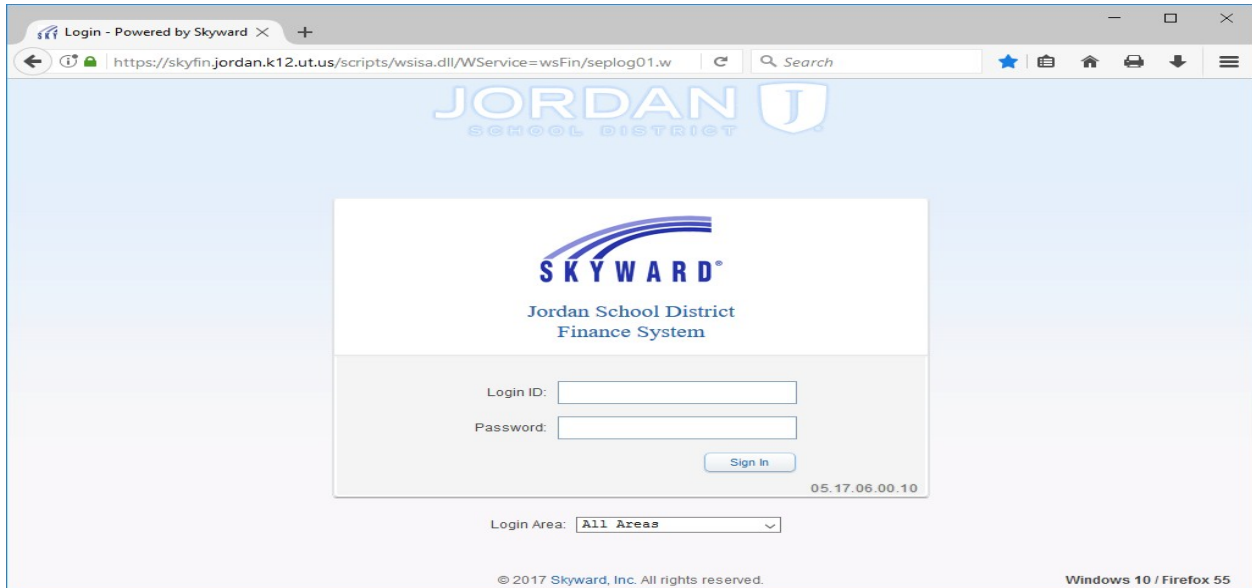 Login - Powered by Skyward
https://skyfin.jordan.k12.ut.us/scripts/wsisa.dll/WService=wsFin/seplog01.w Search
JORDAN J
SCHOOL DISTRICT
SKYWARD®
Jordan School District
Finance System
Login ID:
Password:
Sign In
05.17.06.00.10
Login Area: All Areas
© 2017 Skyward, Inc. All rights reserved. Windows 10 / Firefox 55